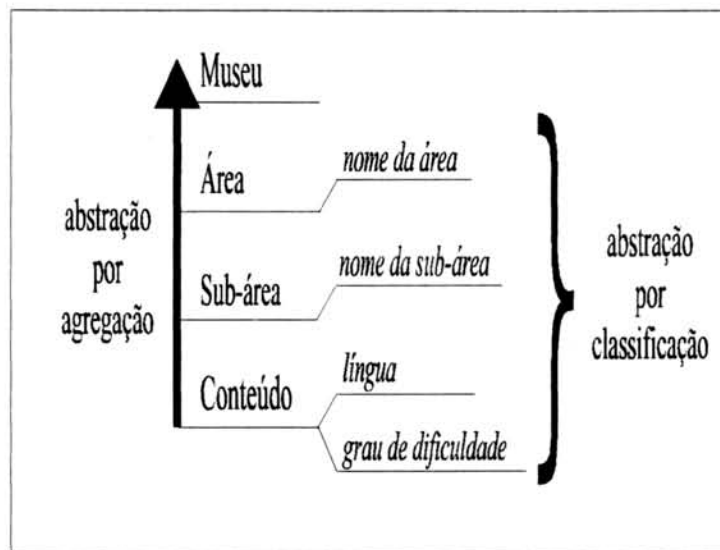 Museu
Área
nome da área
abstração
por
agregação
Sub-área
nome da sub-área
Conteúdo
língua
grau de dificuldade
abstração
por
classificação